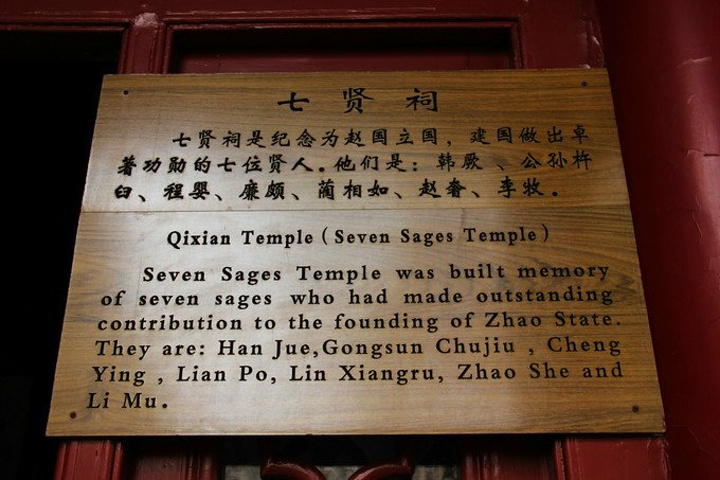 七贤祠
七贤祠是纪念为赵国立国，建国做出卓
著功勋的七位贤人。他们是：韩厥、公孙杵
臼、程婴、廉颇、蔺相如、赵奢、李牧.
Qixian Temple (Seven Sages Temple)
Seven Sages Temple was built memory
of seven sages who had made outstanding
contribution to the founding of Zhao State.
They are: Han Jue,Gongsun Chujiu , Cheng
Ying , Lian Po, Lin Xiangru, Zhao She and
Li Mu.